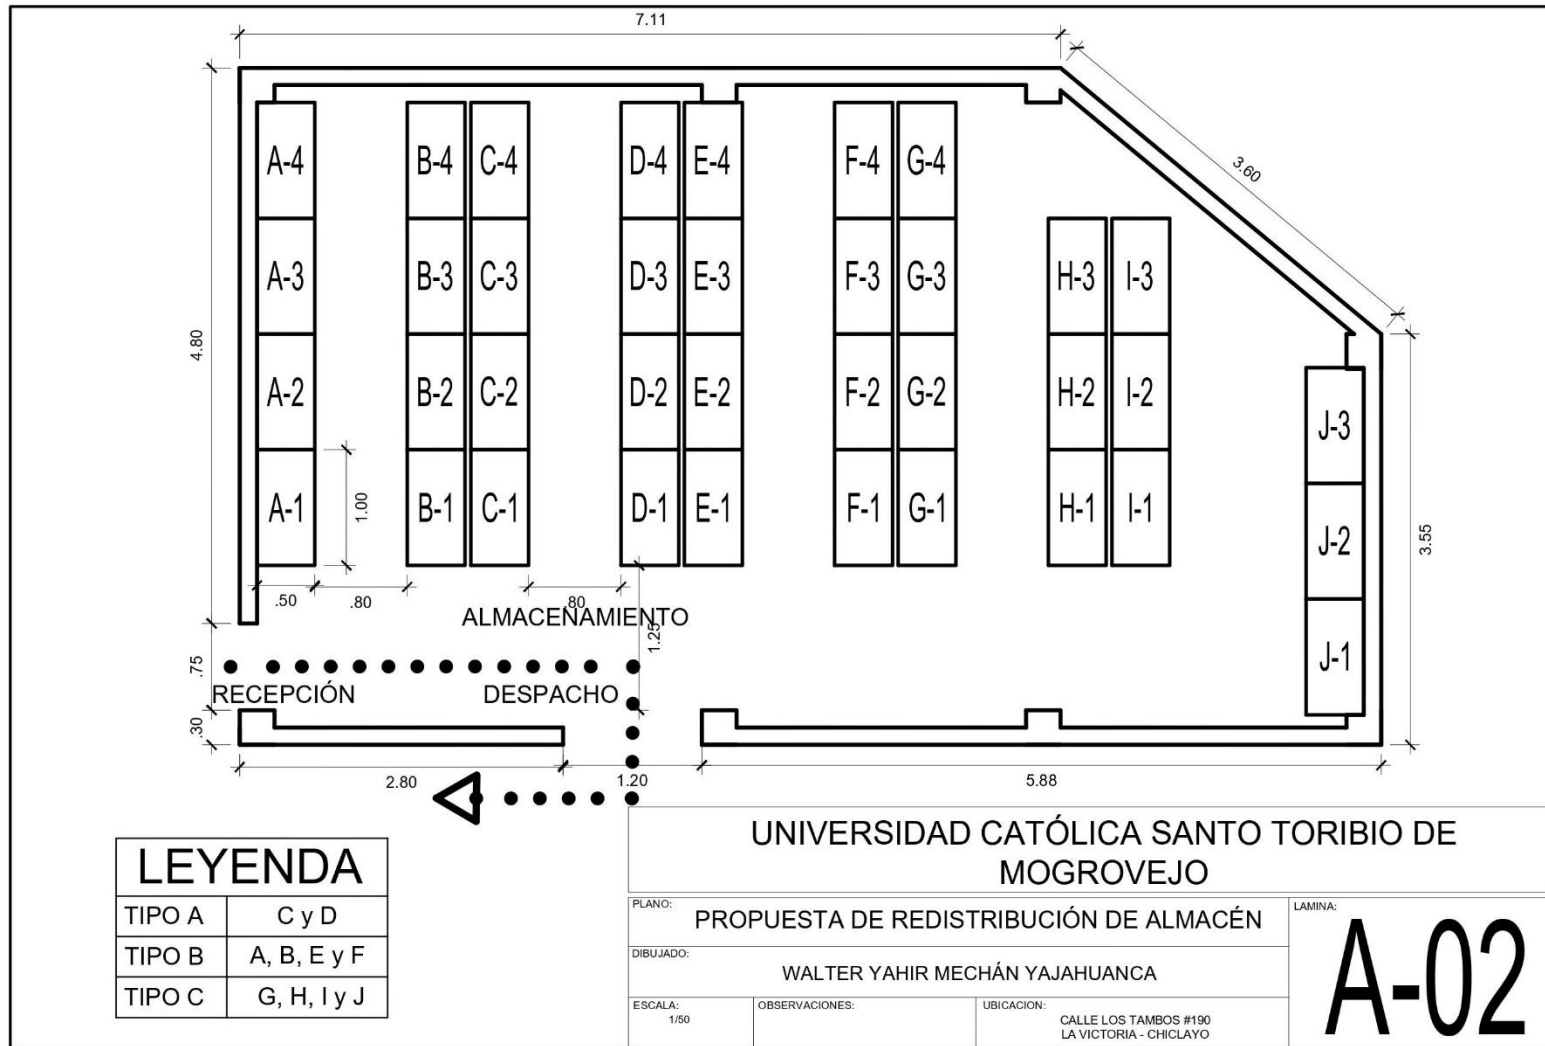 7.11
3.60
A-4 B-4 C-4 D-4 E-4 F-4 G-4
A-3 B-3 C-3 D-3 E-3 F-3 G-3 H-3 I-3
4.80
A-2 B-2 C-2 D-2 E-2 F-2 G-2 H-2 I-2 J-3
A-1 1.00 B-1 C-1 D-1 E-1 F-1 G-1 H-1 I-1 J-2
3.55
.50 .80 .80
ALMACENAMIENTO
1.25
J-1
.75
RECEPCIÓN DESPACHO
.30
2.80 1.20 5.88
LEYENDA
TIPO A C y D
TIPO B A, B, E y F
TIPO C G, H, I y J
UNIVERSIDAD CATÓLICA SANTO TORIBIO DE
MOGROVEJO
PLANO:
PROPUESTA DE REDISTRIBUCIÓN DE ALMACÉN
DIBUJADO:
WALTER YAHIR MECHÁN YAJAHUANCA
ESCALA:
1/50
OBSERVACIONES:
UBICACION:
CALLE LOS TAMBOS #190
LA VICTORIA - CHICLAYO
LAMINA:
A-02